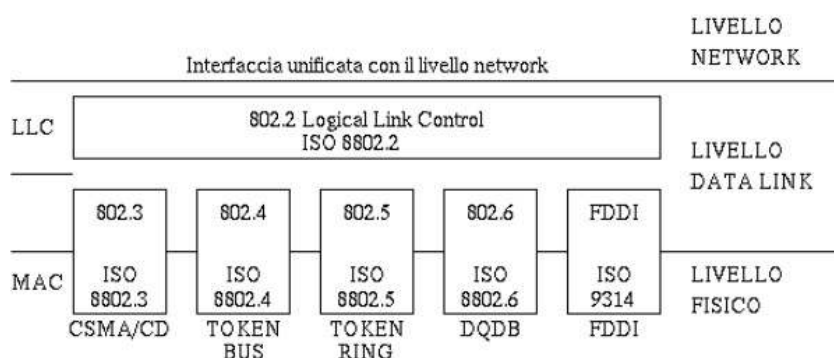 LIVELLO
NETWORK
Interfaccia unificata con il livello network
LLC
802.2 Logical Link Control
ISO 8802.2
LIVELLO
DATA LINK
802.3 802.4 802.5 802.6 FDDI
MAC
ISO ISO ISO ISO ISO
8802.3 8802.4 8802.5 8802.6 9314
LIVELLO
FISICO
CSMA/CD TOKEN TOKEN DQDB FDDI
BUS RING